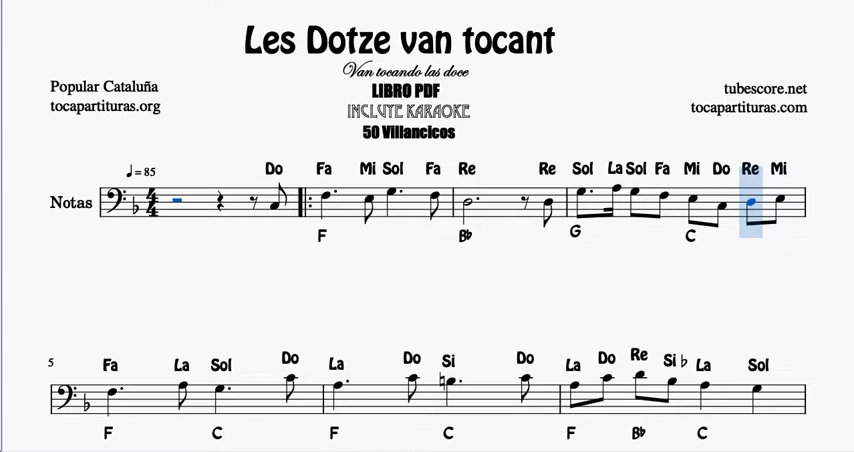 Les Dotze van tocant
Van tocando las doce
Popular Cataluña
tocapartituras.org
LIBRO PDF
INCLUYE KARAOKE
50 Villancicos
tubescore.net
tocapartituras.com
♩= 85
Do Fa Mi Sol Fa Re Re Sol La Sol Fa Mi Do Re Mi
Notas
F B♭ G C
5
Fa La Sol Do La Do Si Do La Do Re Si♭ La Sol
F C F C F B♭ C